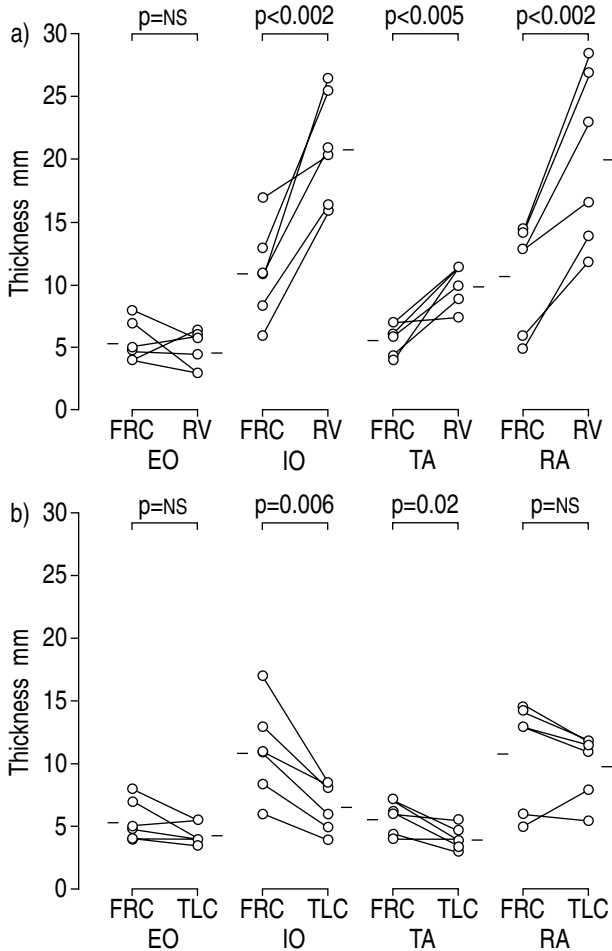 a)
p=NS p<0.002 p<0.005 p<0.002
Thickness mm
30
25
20
15
10
5
0
FRC RV FRC RV FRC RV FRC RV
EO IO TA RA
b)
p=NS p=0.006 p=0.02 p=NS
Thickness mm
30
25
20
15
10
5
0
FRC TLC FRC TLC FRC TLC FRC TLC
EO IO TA RA